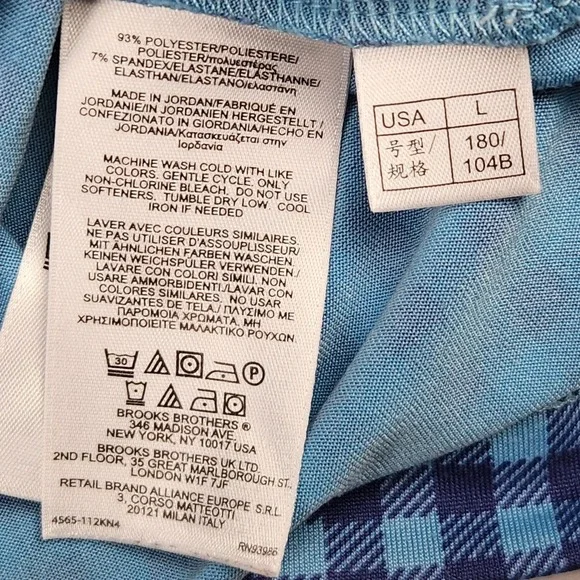 93% POLYESTER/POLIESTERE/
POLIESTER/πολυεστέρας
7% SPANDEX/ELASTANE/ELASTHANNE/
ELASTHAN/ELASTANO/ελαστάνη
MADE IN JORDAN/FABRIQUÉ EN
JORDANIE/IN JORDANIEN HERGESTELLT /
CONFEZIONATO IN GIORDANIA/HECHO EN
JORDANIA/Κατασκευάζεται στην
Ιορδανία
MACHINE WASH COLD WITH LIKE
COLORS. GENTLE CYCLE. ONLY
NON-CHLORINE BLEACH. DO NOT USE
SOFTENERS. TUMBLE DRY LOW. COOL
IRON IF NEEDED
LAVER AVEC COULEURS SIMILAIRES.
NE PAS UTILISER D'ASSOUPLISSEUR/
MIT ÄHNLICHEN FARBEN WASCHEN.
KEINEN WEICHSPÜLER VERWENDEN./
LAVARE CON COLORI SIMILI. NON
USARE AMMORBIDENTI./ LAVAR CON
COLORES SIMILARES. NO USAR
SUAVIZANTES DE TELA./ ΠΛΥΣΙΜΟ ΜΕ
ΠΑΡΟΜΟΙΑ ΧΡΩΜΑΤΑ. ΜΗ
ΧΡΗΣΙΜΟΠΟΙΕΙΤΕ ΜΑΛΑΚΤΙΚΟ ΡΟΥΧΩΝ.
30 P
BROOKS BROTHERS ®
346 MADISON AVE.
NEW YORK, NY 10017 USA
BROOKS BROTHERS UK LTD.
2ND FLOOR, 35 GREAT MARLBOROUGH ST.
LONDON W1F 7JF
RETAIL BRAND ALLIANCE EUROPE S.R.L.
3, CORSO MATTEOTTI
20121 MILAN ITALY
4565-112KN4 RN93986
USA L
号型/ 180/
规格 104B